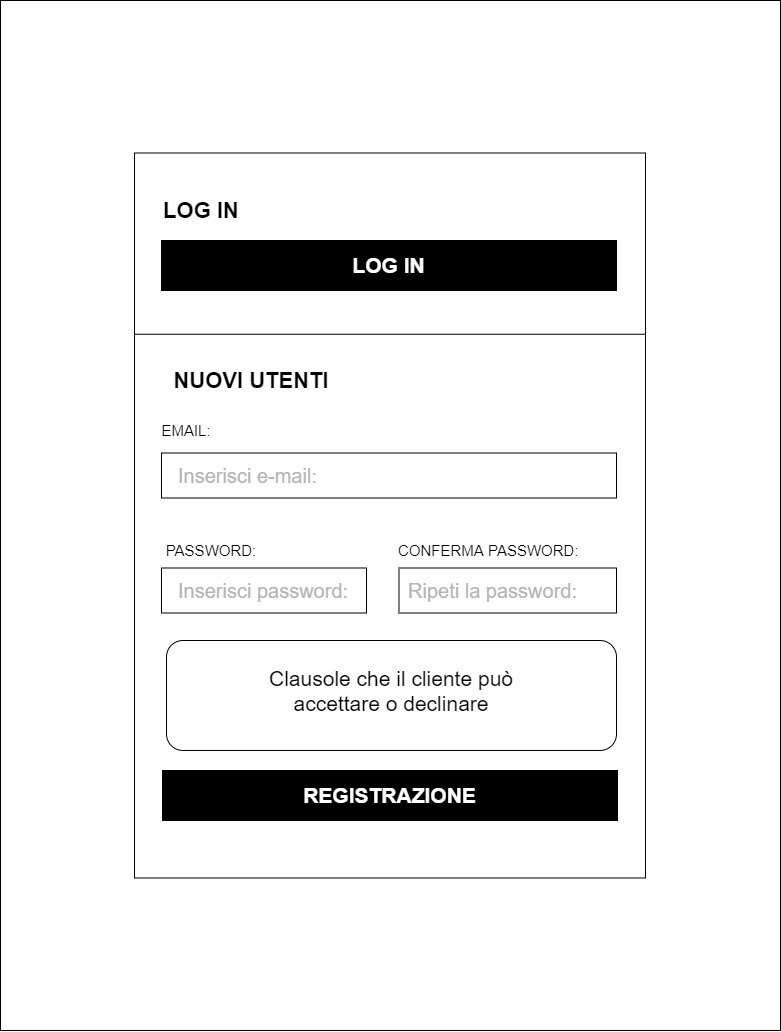 LOG IN
LOG IN
NUOVI UTENTI
EMAIL:
Inserisci e-mail:
PASSWORD:
CONFERMA PASSWORD:
Inserisci password:
Ripeti la password:
Clausole che il cliente può
accettare o declinare
REGISTRAZIONE